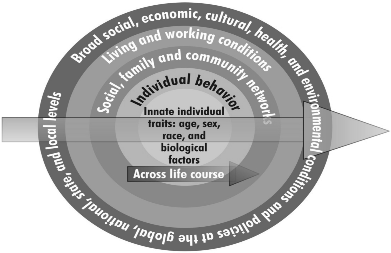 Broad social, economic, cultural, health, and environmental conditions and policies at the global, national, state, and local levels
Living and working conditions
Social, family and community networks
Individual behavior
Innate individual
traits: age, sex,
race, and
biological
factors
Across life course